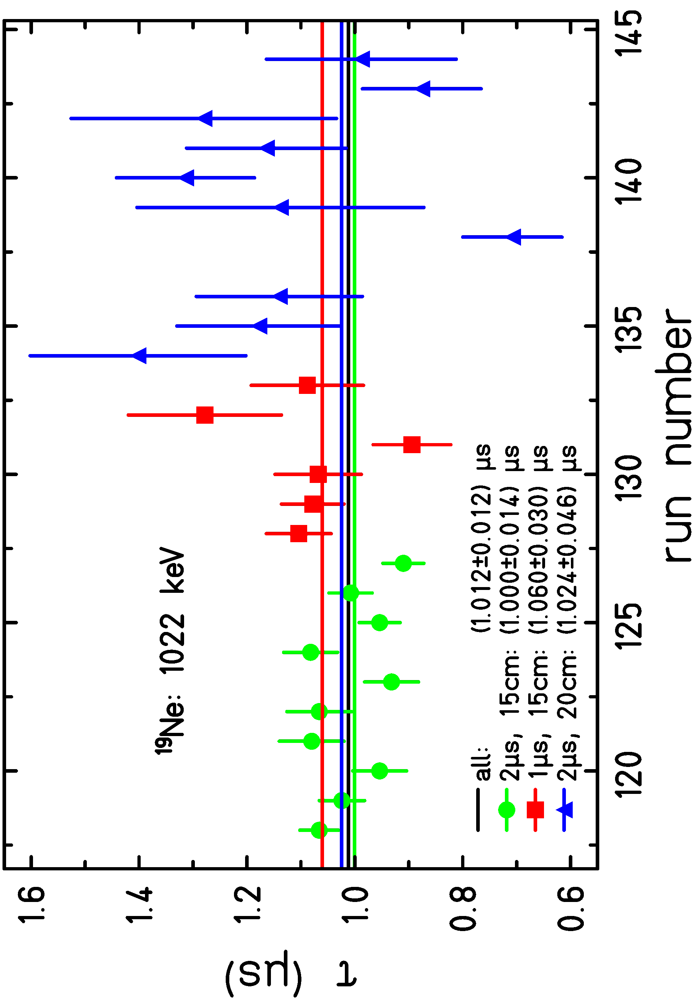 ¹⁹Ne: 1022 keV
τ (μs)
1.6
1.4
1.2
1.0
0.8
0.6
all: (1.012±0.012) μs
2μs, 15cm: (1.000±0.014) μs
1μs, 15cm: (1.060±0.030) μs
2μs, 20cm: (1.024±0.046) μs
120 125 130 135 140 145
run number